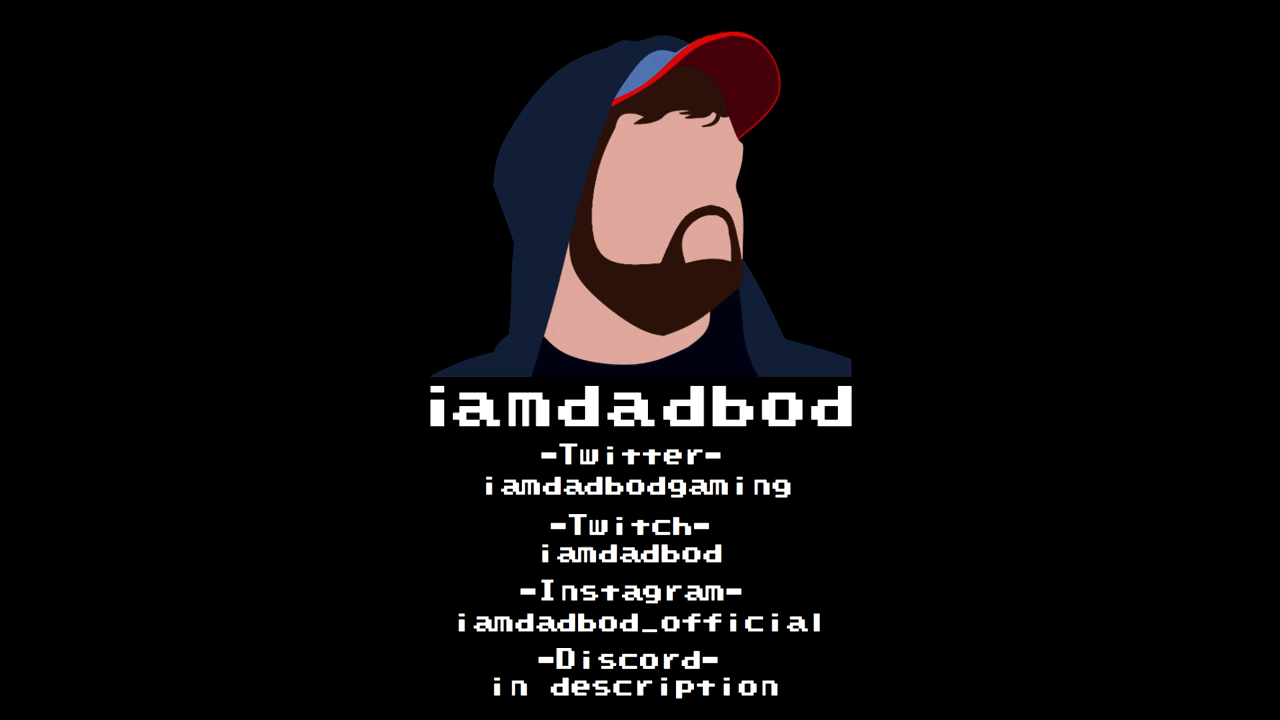 iamdadbod
-Twitter-
iamdadbodgaming
-Twitch-
iamdadbod
-Instagram-
iamdadbod_official
-Discord-
in description